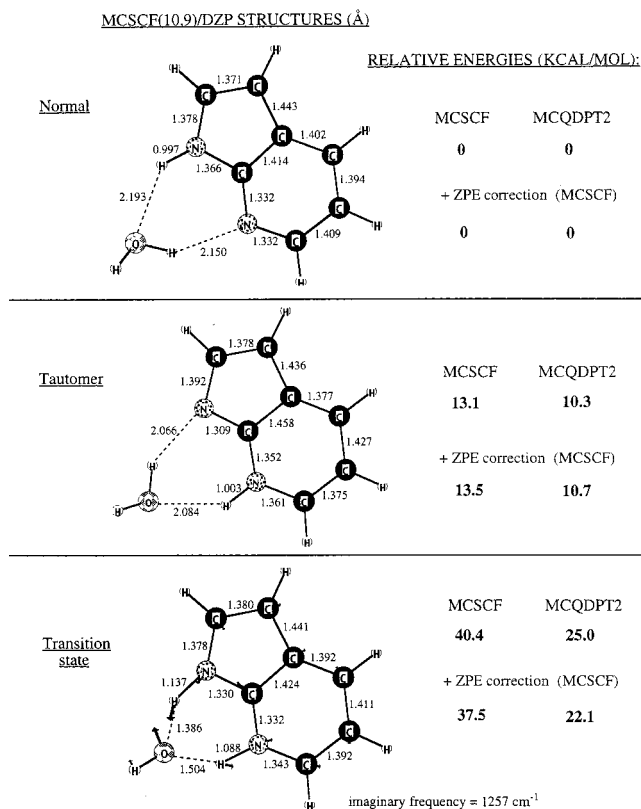 MCSCF(10,9)/DZP STRUCTURES (Å)
RELATIVE ENERGIES (KCAL/MOL):
Normal
MCSCF MCQDPT2
0 0
+ ZPE correction (MCSCF)
0 0
H
H
1.371
C
C
1.378
1.443
C
1.402
H
0.997
N
C
H
1.366
C
1.414
1.394
2.193
1.332
C
N
H
O
1.332
C
1.409
H
H
2.150
H
Tautomer
MCSCF MCQDPT2
13.1 10.3
+ ZPE correction (MCSCF)
13.5 10.7
H
H
1.378
C
C
1.392
1.436
C
1.377
H
N
C
2.066
1.309
C
1.458
1.427
H
1.352
C
1.003
N
H
O
H
1.361
C
1.375
H
2.084
H
Transition
state
MCSCF MCQDPT2
40.4 25.0
+ ZPE correction (MCSCF)
37.5 22.1
H
H
1.380
C
C
1.378
1.441
C
1.392
H
1.137
N
C
H
1.330
C
1.424
1.411
1.386
1.332
C
O
1.088
N
H
H
1.504
H
1.343
C
1.392
H
imaginary frequency = 1257 cm⁻¹